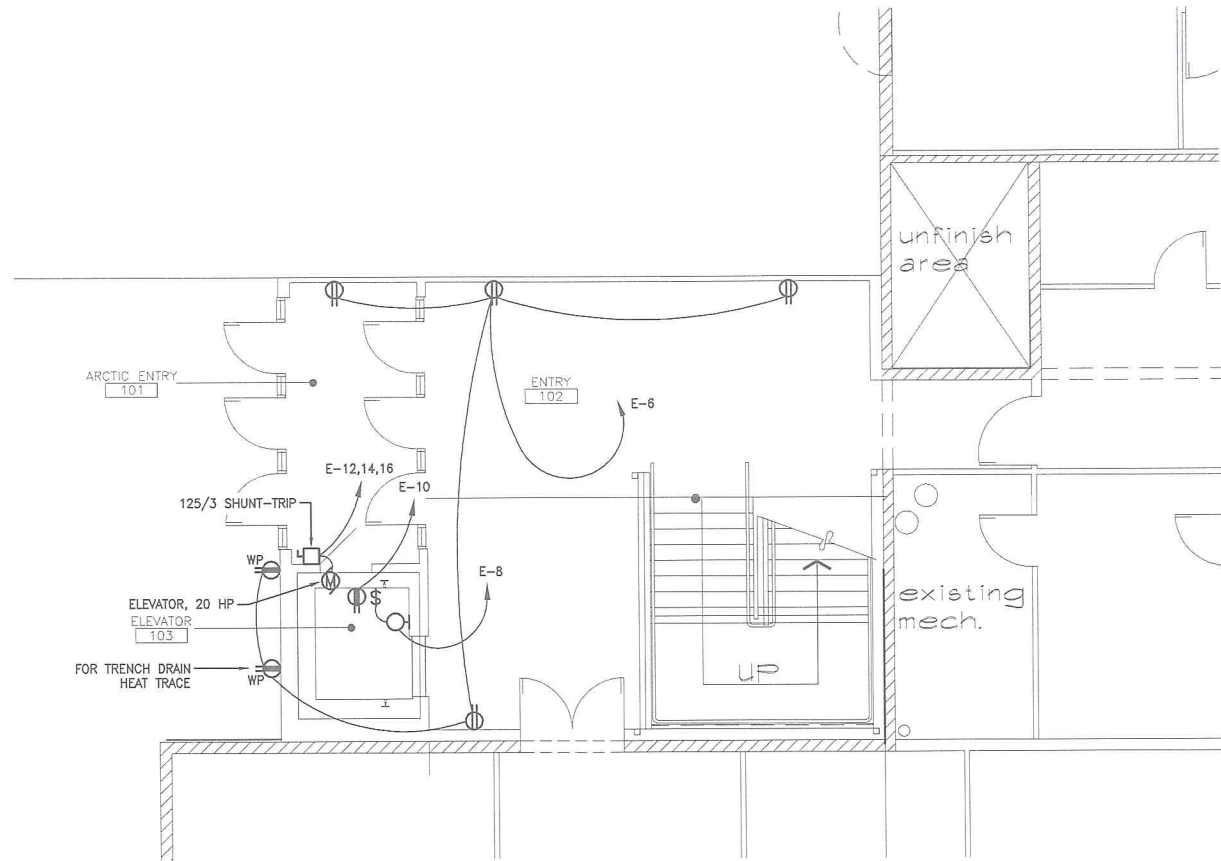 unfinish
area
ARCTIC ENTRY
101
ENTRY
102
E-6
E-12,14,16
E-10
125/3 SHUNT-TRIP
WP
M
S
E-8
ELEVATOR, 20 HP
ELEVATOR
103
existing
mech.
FOR TRENCH DRAIN
HEAT TRACE
WP
UP